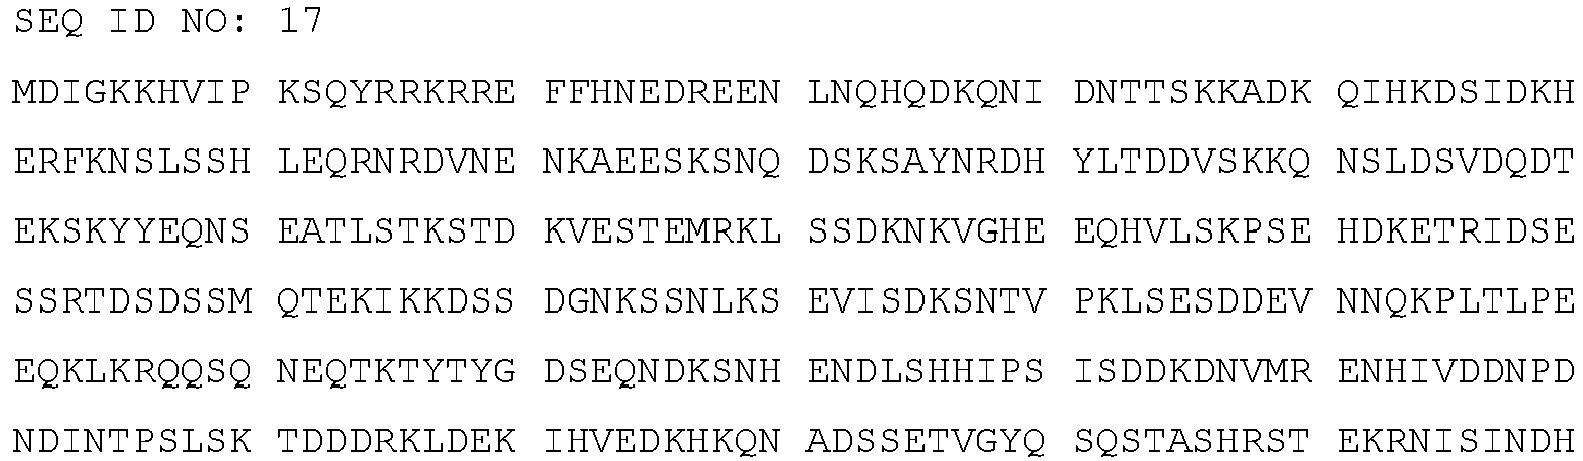 SEQ ID NO: 17
MDIGKKHVIP KSQYRRKRRE FFHNEDREEN LNQHQDKQNI DNTTSKKADK QIHKDSIDKH
ERFKNSLSSH LEQRNRDVNE NKAEESKSNQ DSKSAYNRDH YLTDDVSKKQ NSLDSVDQDT
EKSKYYEQNS EATLSTKSTD KVESTEMRKL SSDKNKVGHE EQHVLSKPSE HDKETRIDSE
SSRTDSDSSM QTEKIKKDSS DGNKSSNLKS EVISDKSNTV PKLSESDDEV NNQKPLTLPE
EQKLKRQQSQ NEQTKTYTYG DSEQNDKSNH ENDLSHHIPS ISDDKDNVMR ENHIVDDNPD
NDINTPSLSK TDDDRKLDEK IHVEDKHKQN ADSSETVGYQ SQSTASHRST EKRNISINDH